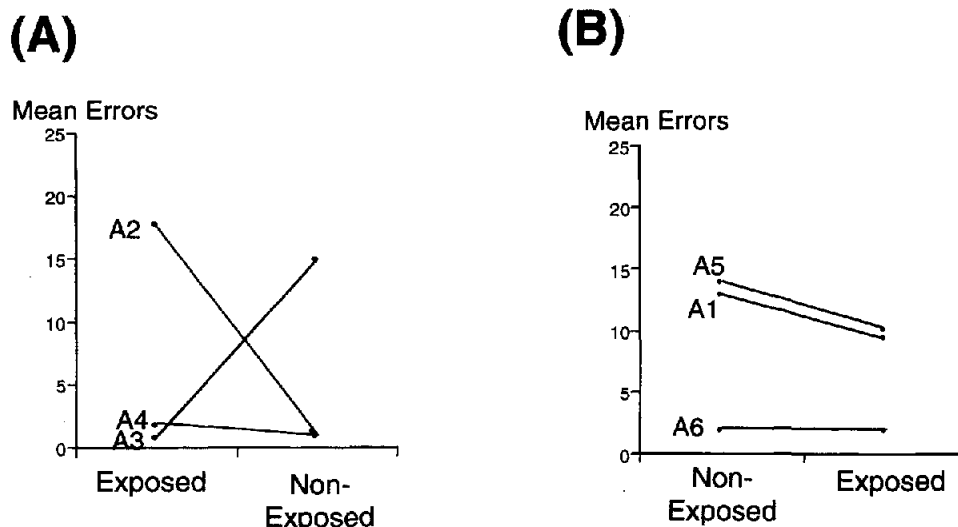 (A)
Mean Errors
25
20
15
10
5
0
A2
A4
A3
Exposed
Non-
Exposed
(B)
Mean Errors
25
20
15
10
5
0
A5
A1
A6
Non-
Exposed
Exposed